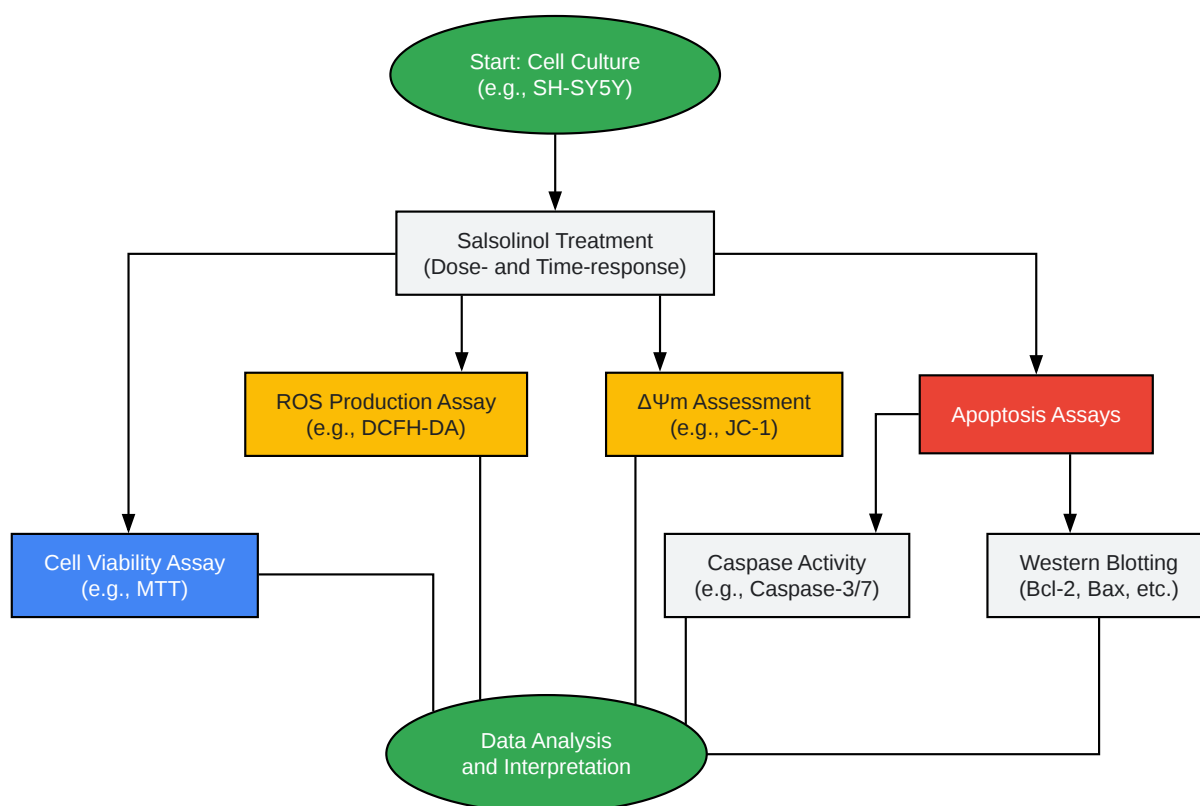 Start: Cell Culture
(e.g., SH-SY5Y)
Salsolinol Treatment
(Dose- and Time-response)
ROS Production Assay
(e.g., DCFH-DA)
ΔΨm Assessment
(e.g., JC-1)
Apoptosis Assays
Cell Viability Assay
(e.g., MTT)
Caspase Activity
(e.g., Caspase-3/7)
Western Blotting
(Bcl-2, Bax, etc.)
Data Analysis
and Interpretation